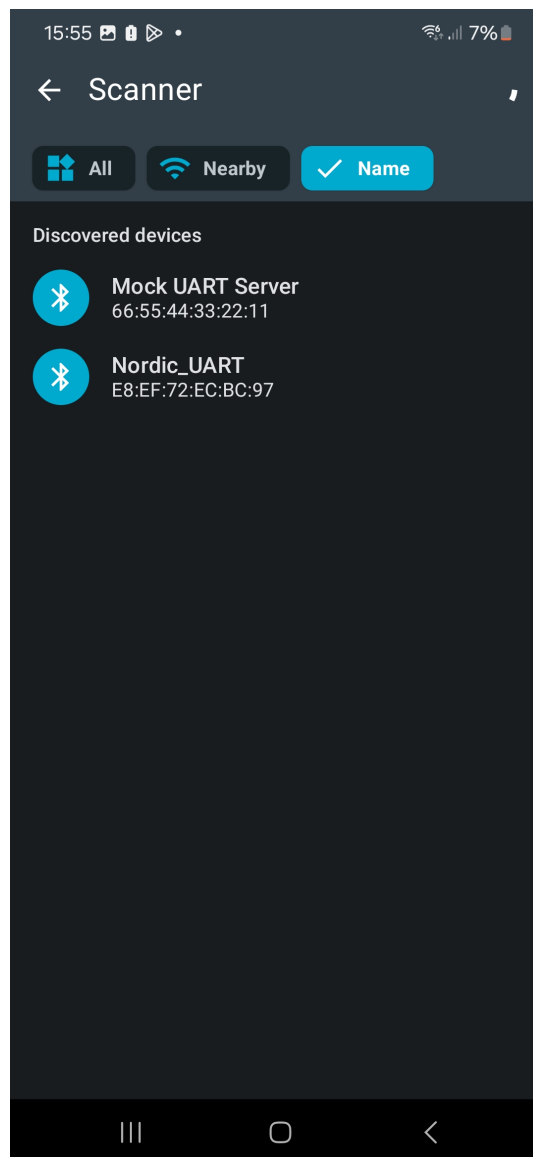 15:55
7%
Scanner
All
Nearby
Name
Discovered devices
Mock UART Server
66:55:44:33:22:11
Nordic_UART
E8:EF:72:EC:BC:97